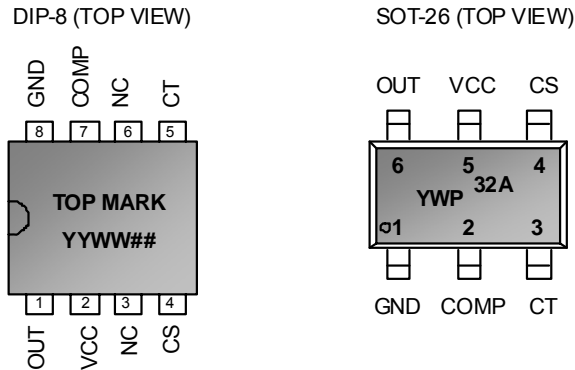 DIP-8 (TOP VIEW)
GND COMP NC CT
8 7 6 5
TOP MARK
YYWW##
1 2 3 4
OUT VCC NC CS
SOT-26 (TOP VIEW)
OUT VCC CS
6 5 4
YWP 32A
1 2 3
GND COMP CT